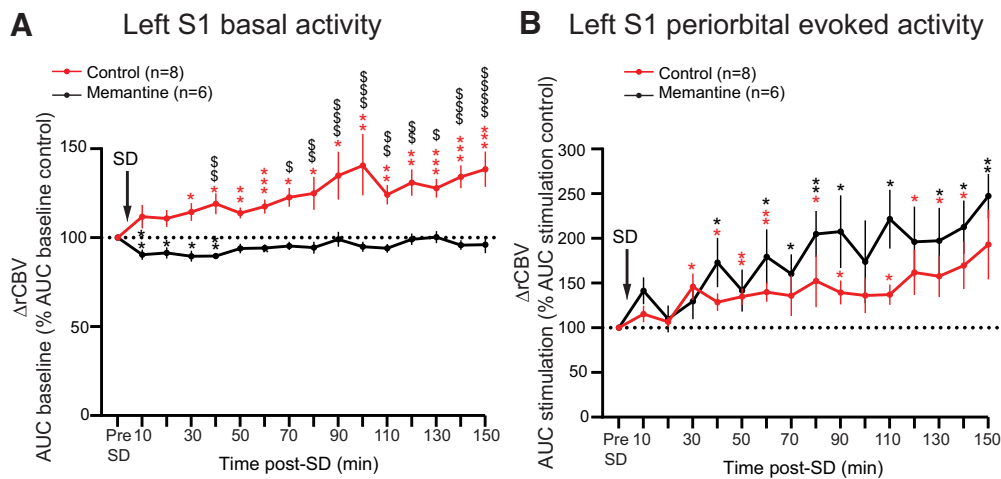 A Left S1 basal activity
Control (n=8)
Memantine (n=6)
SD
ΔrCBV
AUC baseline (% AUC baseline control)
150
100
50
0
Pre SD 10 30 50 70 90 110 130 150
Time post-SD (min)
B Left S1 periorbital evoked activity
Control (n=8)
Memantine (n=6)
SD
ΔrCBV
AUC stimulation (% AUC stimulation control)
300
250
200
150
100
50
0
Pre SD 10 30 50 70 90 110 130 150
Time post-SD (min)